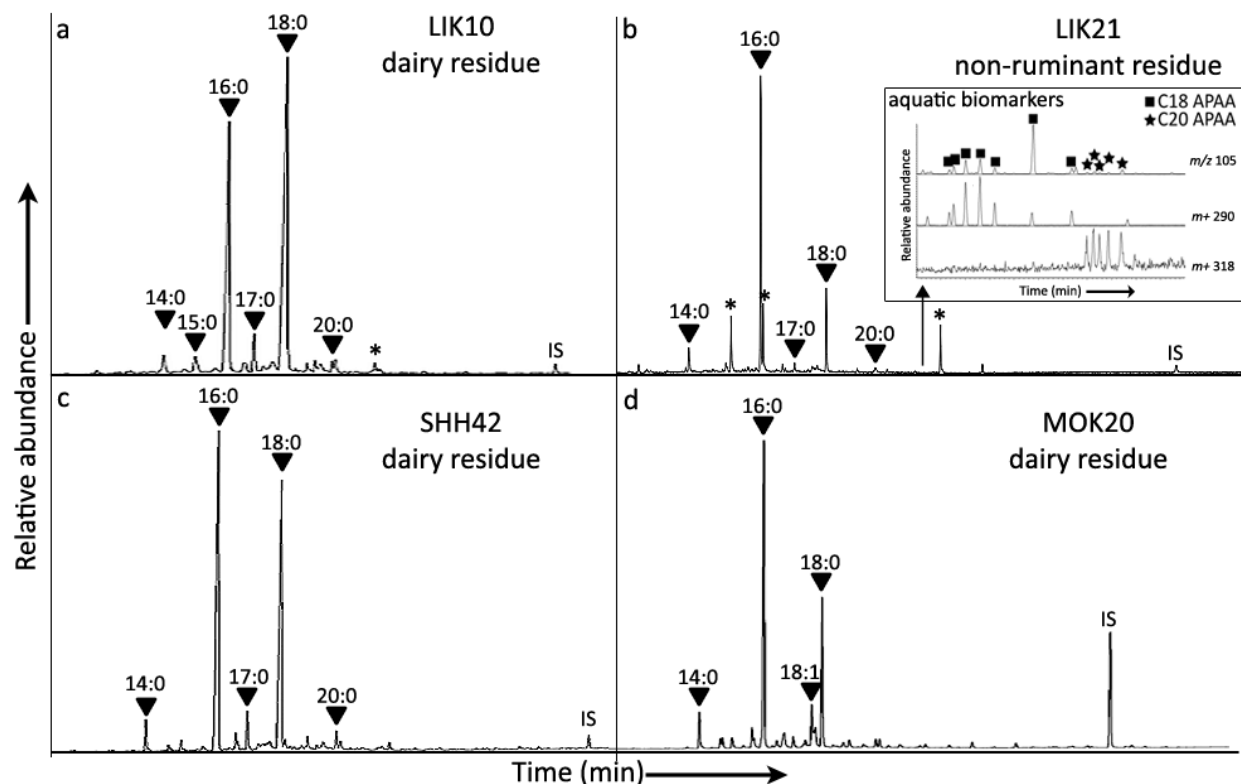 Relative abundance
a
LIK10
dairy residue
14:0
15:0
16:0
17:0
18:0
20:0
*
IS
b
LIK21
non-ruminant residue
14:0
*
16:0
*
17:0
18:0
20:0
*
IS
aquatic biomarkers
■ C18 APAA
★ C20 APAA
Relative abundance
m/z 105
m+ 290
m+ 318
Time (min)
c
SHH42
dairy residue
14:0
16:0
17:0
18:0
20:0
IS
d
MOK20
dairy residue
14:0
16:0
18:1
18:0
IS
Time (min)